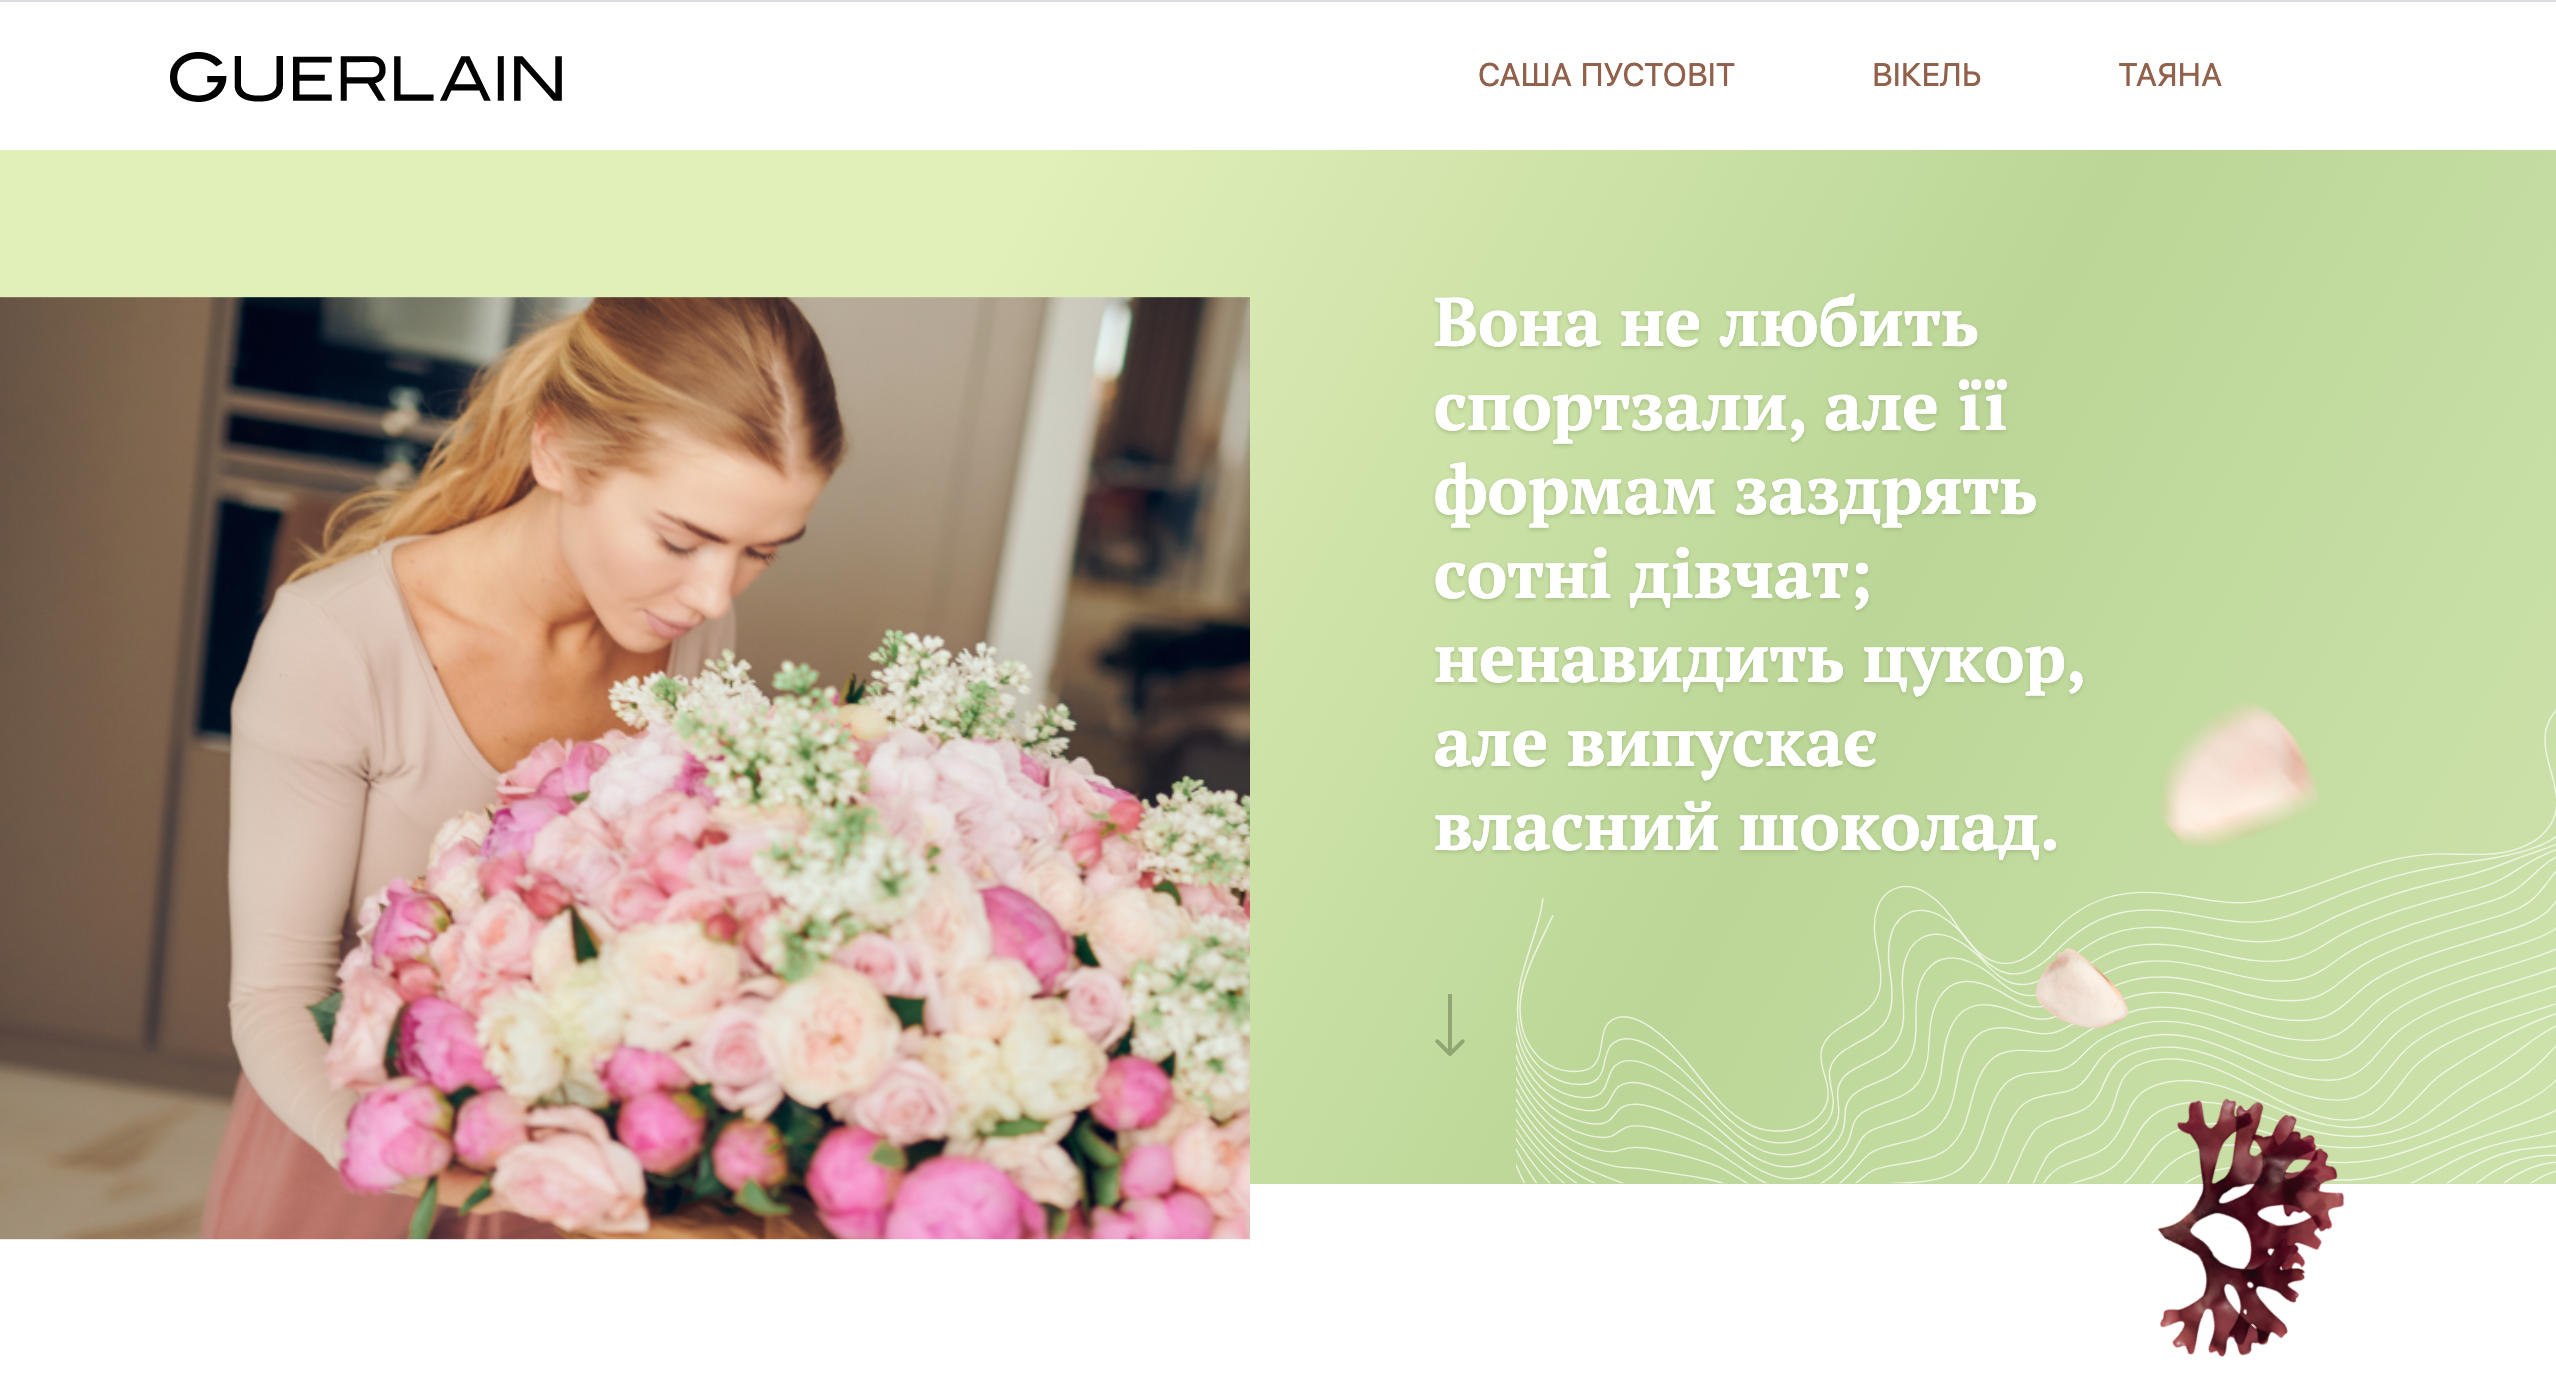 GUERLAIN
САША ПУСТОВІТ
ВІКЕЛЬ
ТАЯНА
Вона не любить
спортзали, але її
формам заздрять
сотні дівчат;
ненавидить цукор,
але випускає
власний шоколад.